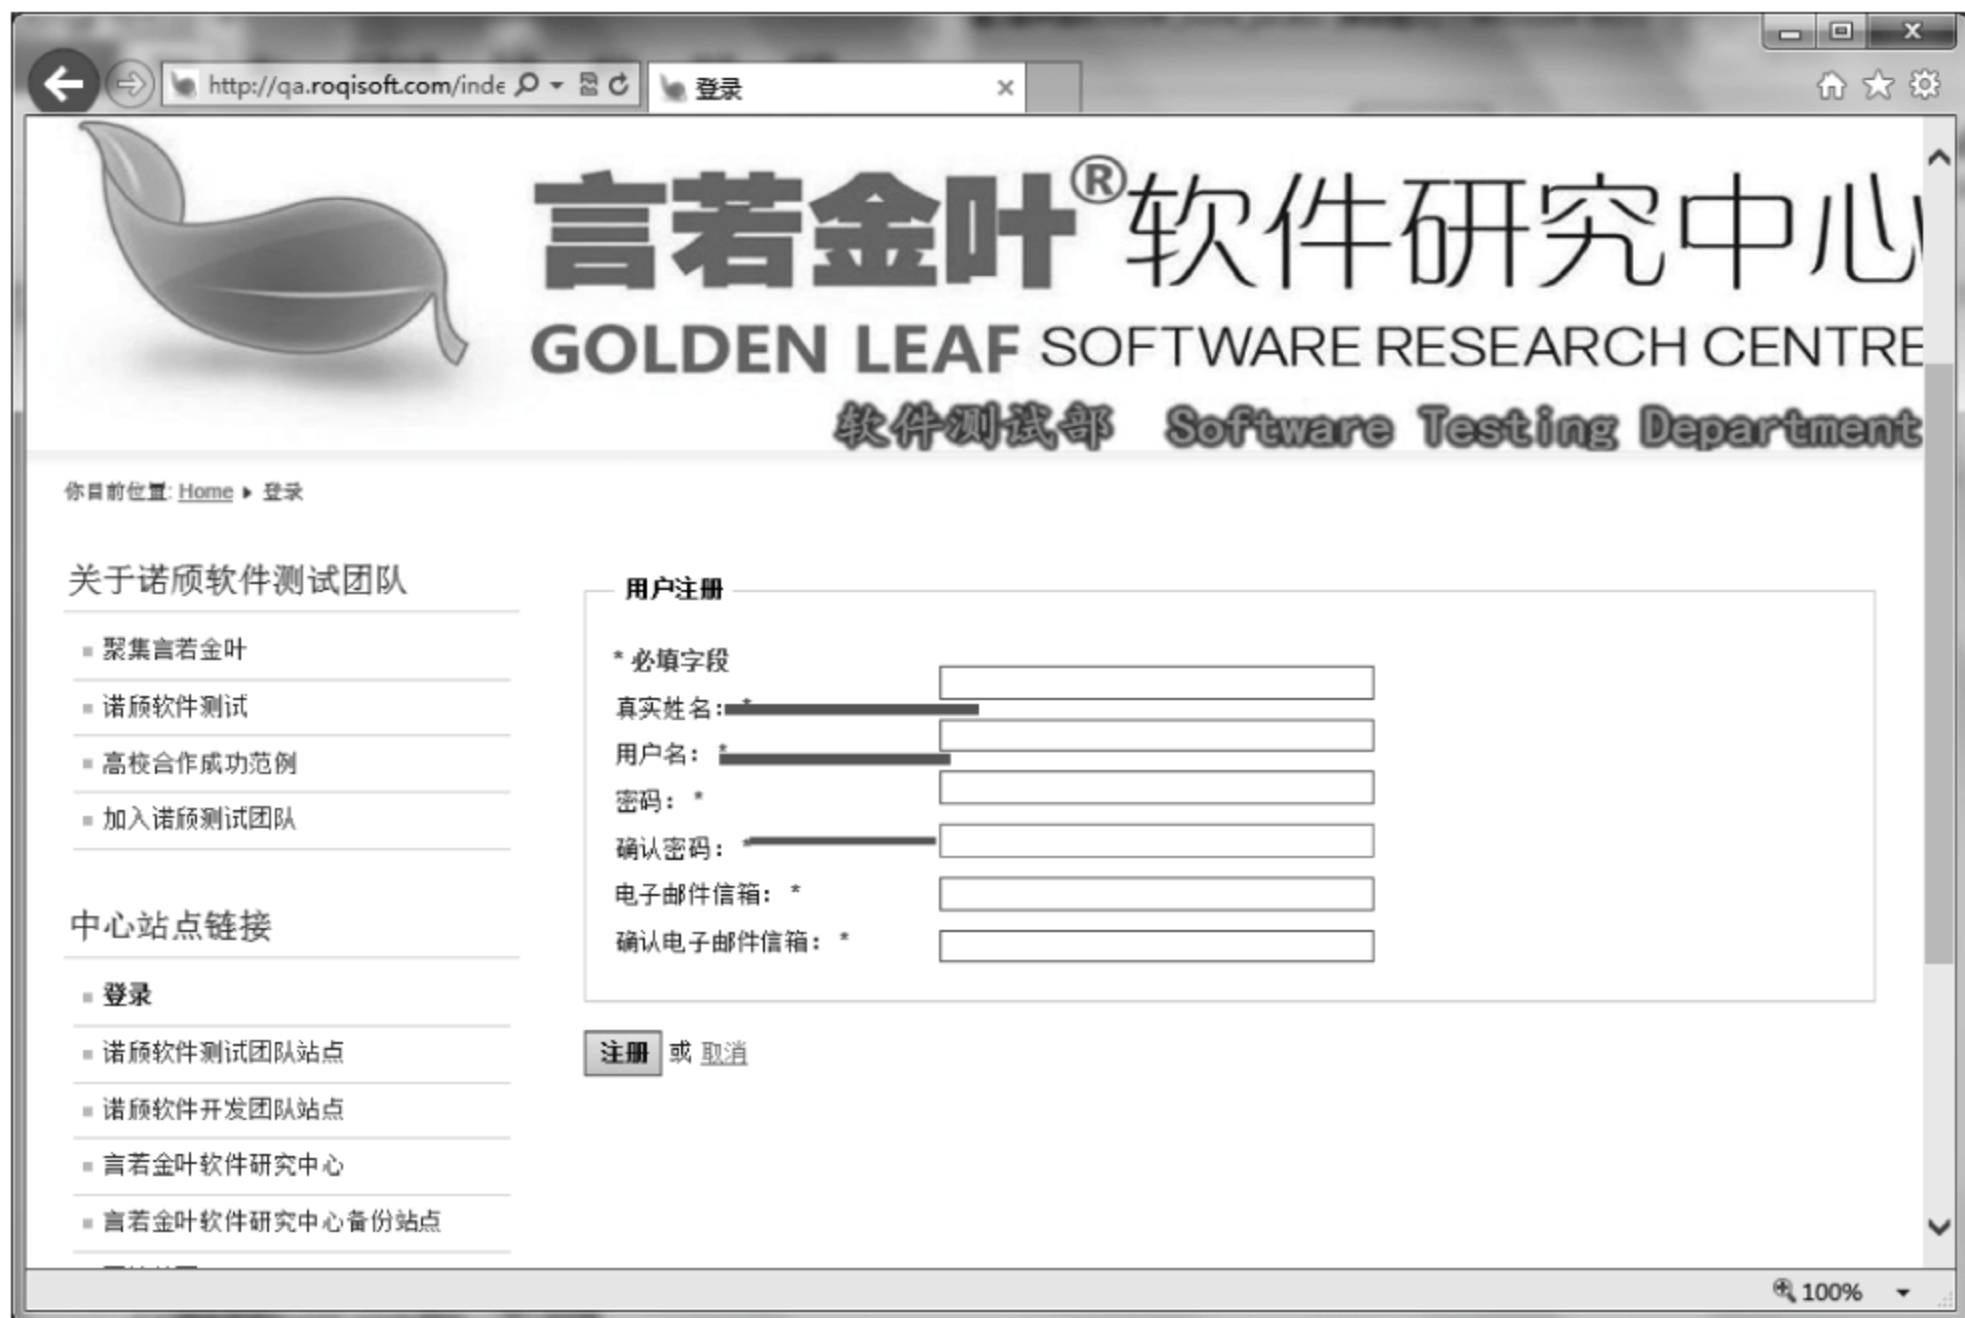 http://qa.roqisoft.com/inde
登录
言若金叶®软件研究中心
GOLDEN LEAF SOFTWARE RESEARCH CENTRE
软件测试部 Software Testing Department
你目前位置: Home 登录
关于诺颀软件测试团队
聚集言若金叶
诺颀软件测试
高校合作成功范例
加入诺颀测试团队
中心站点链接
登录
诺颀软件测试团队站点
诺颀软件开发团队站点
言若金叶软件研究中心
言若金叶软件研究中心备份站点
用户注册
* 必填字段
真实姓名: *
用户名: *
密码: *
确认密码: *
电子邮件信箱: *
确认电子邮件信箱: *
注册 或 取消
100%